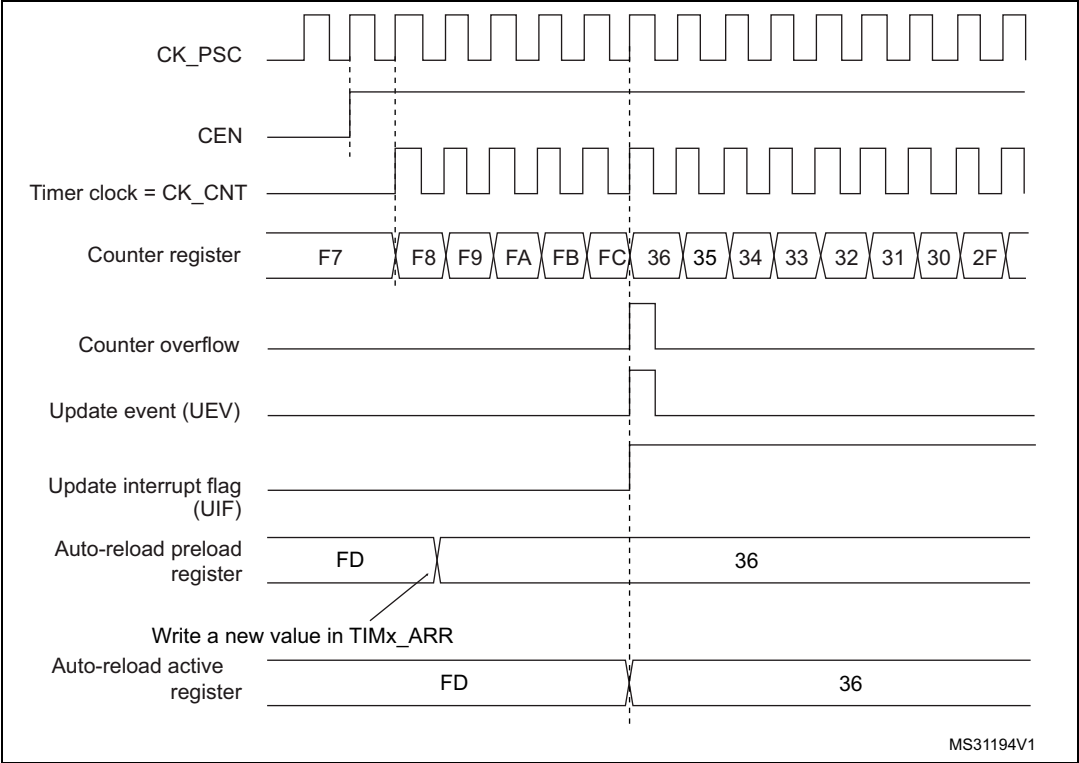 CK_PSC
CEN
Timer clock = CK_CNT
Counter register
F7 F8 F9 FA FB FC 36 35 34 33 32 31 30 2F
Counter overflow
Update event (UEV)
Update interrupt flag
(UIF)
Auto-reload preload
register
FD 36
Write a new value in TIMx_ARR
Auto-reload active
register
FD 36
MS31194V1